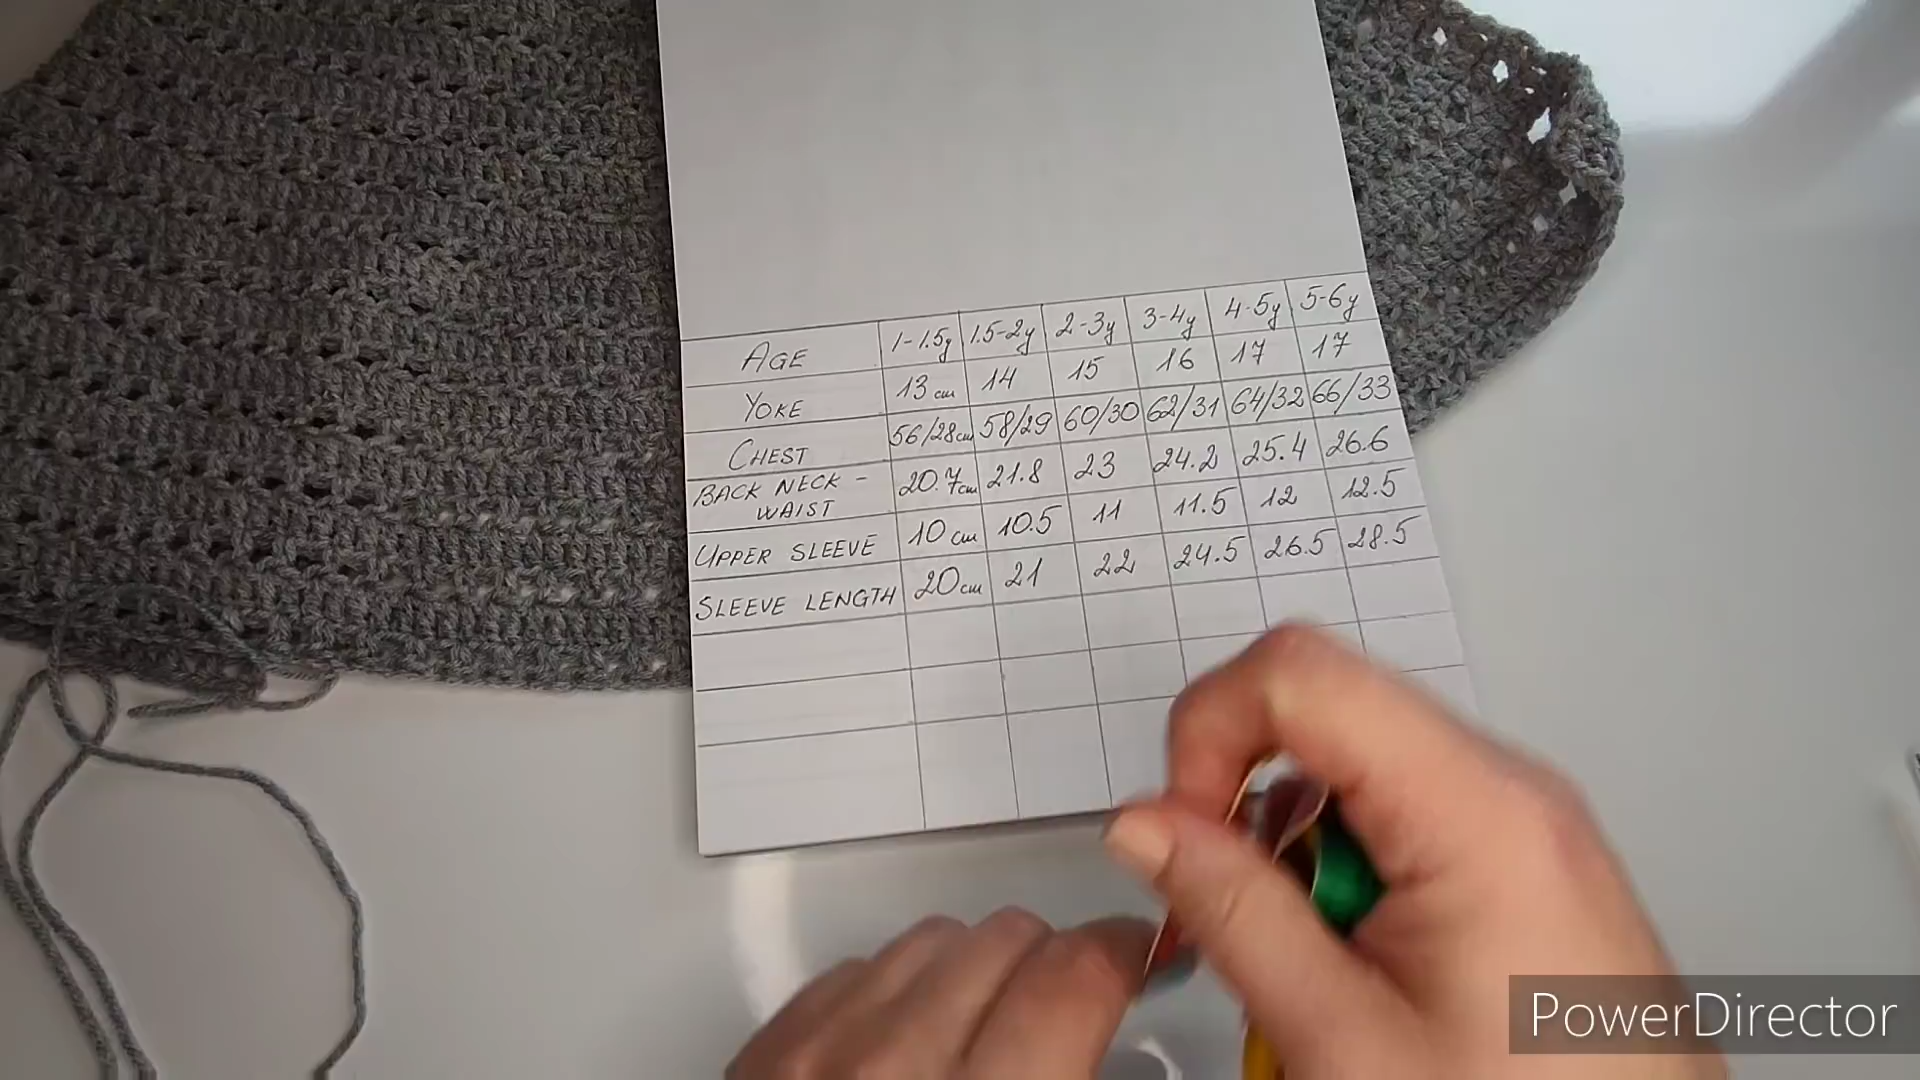 AGE 1-1.5y 1.5-2y 2-3y 3-4y 4-5y 5-6y
YOKE 13 cm 14 15 16 17 17
CHEST 56/28cm 58/29 60/30 62/31 64/32 66/33
BACK NECK -
WAIST 20.7cm 21.8 23 24.2 25.4 26.6
UPPER SLEEVE 10 cm 10.5 11 11.5 12 12.5
SLEEVE LENGTH 20cm 21 22 24.5 26.5 28.5
PowerDirector